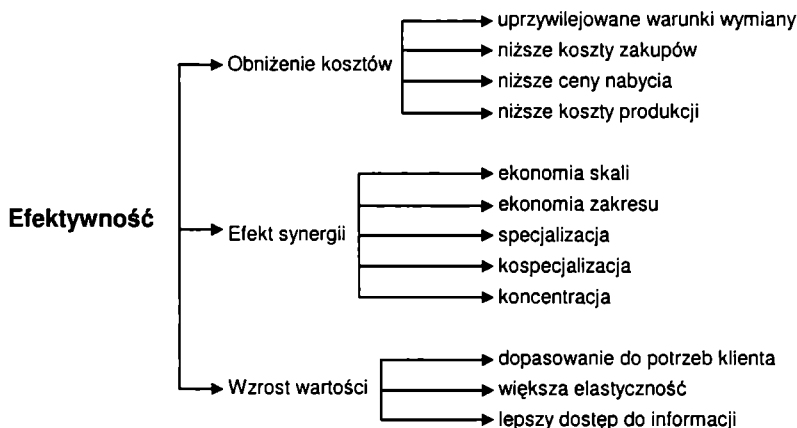 Efektywność
Obniżenie kosztów
uprzywilejowane warunki wymiany
niższe koszty zakupów
niższe ceny nabycia
niższe koszty produkcji
Efekt synergii
ekonomia skali
ekonomia zakresu
specjalizacja
kospecjalizacja
koncentracja
Wzrost wartości
dopasowanie do potrzeb klienta
większa elastyczność
lepszy dostęp do informacji